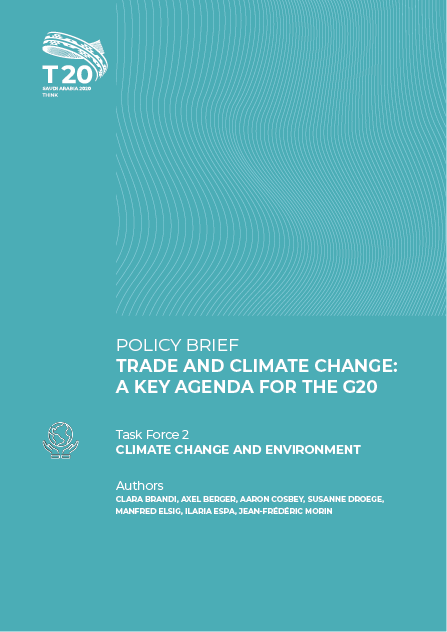 T20
SAUDI ARABIA 2020
THINK
POLICY BRIEF
TRADE AND CLIMATE CHANGE:
A KEY AGENDA FOR THE G20
Task Force 2
CLIMATE CHANGE AND ENVIRONMENT
Authors
CLARA BRANDI, AXEL BERGER, AARON COSBEY, SUSANNE DROEGE,
MANFRED ELSIG, ILARIA ESPA, JEAN-FRÉDÉRIC MORIN